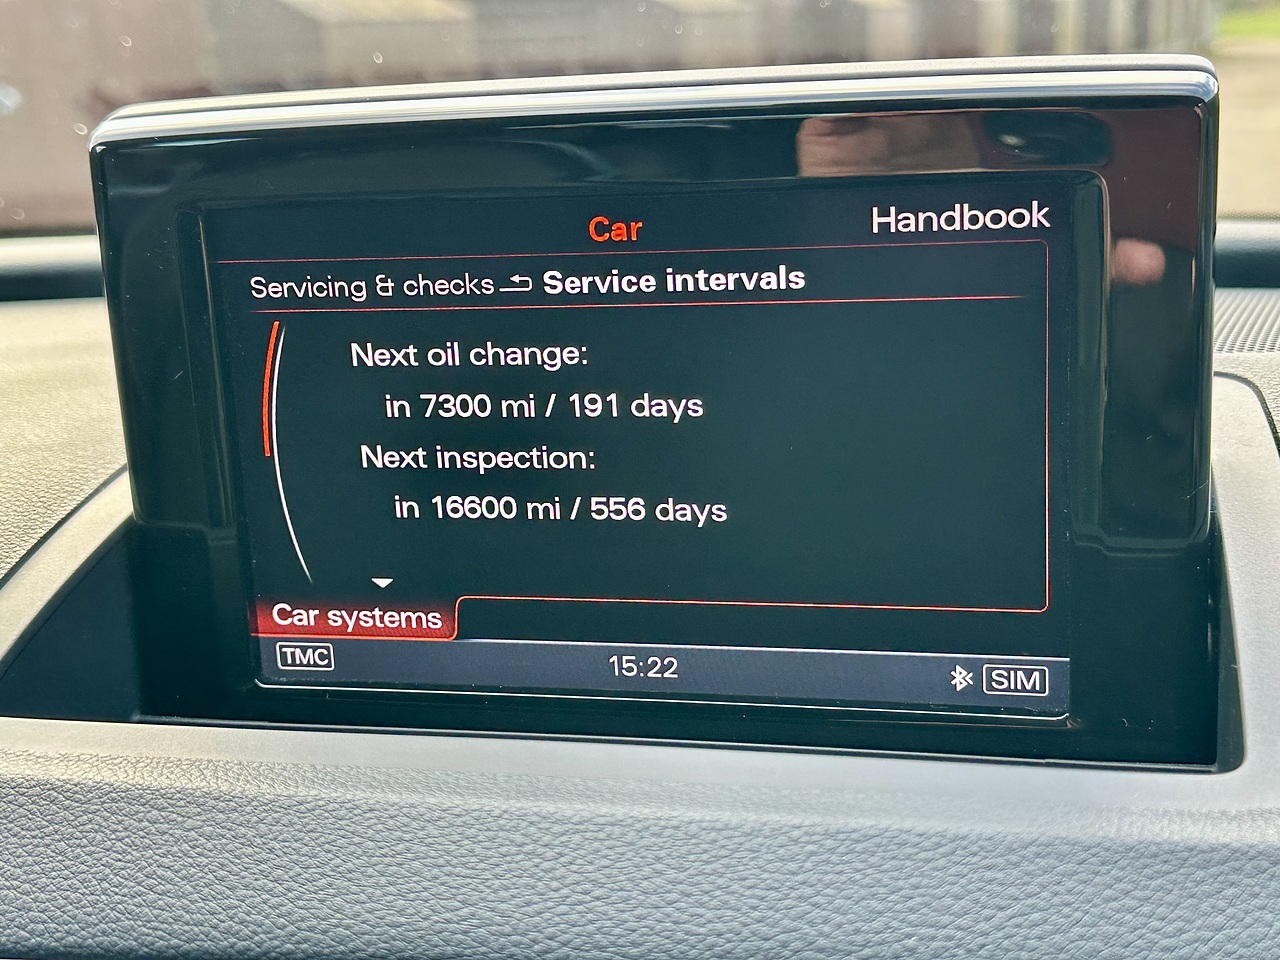 Car
Handbook
Servicing & checks Service intervals
Next oil change:
in 7300 mi / 191 days
Next inspection:
in 16600 mi / 556 days
Car systems
TMC
15:22
SIM